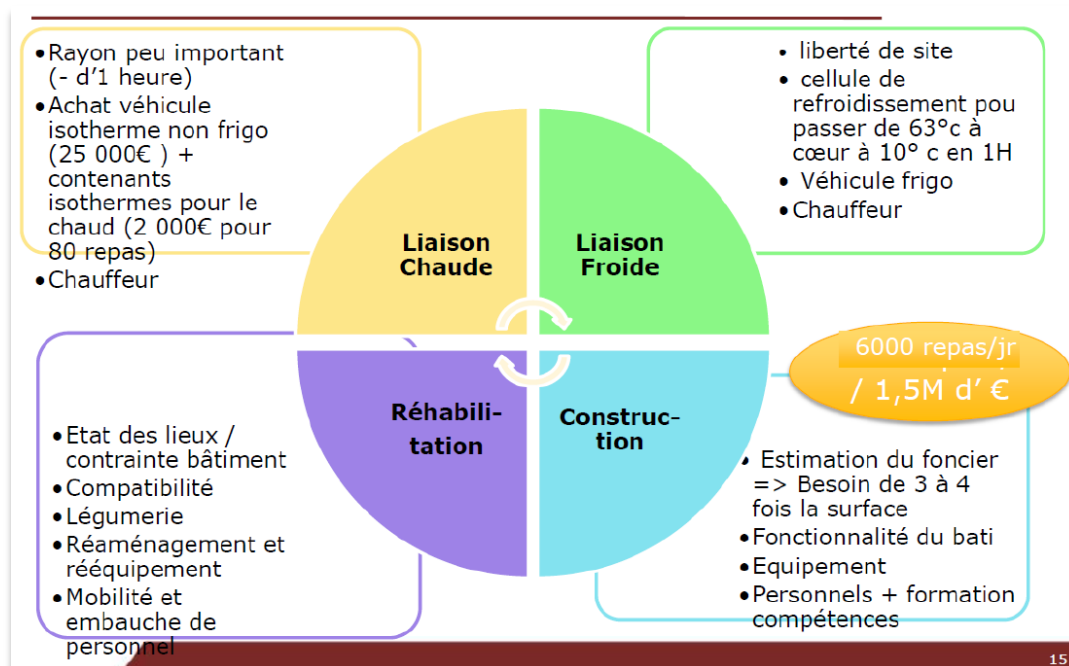 •Rayon peu important
(- d'1 heure)
•Achat véhicule
isotherme non frigo
(25 000€ ) +
contenants
isothermes pour le
chaud (2 000€ pour
80 repas)
•Chauffeur
• liberté de site
• cellule de
refroidissement pou
passer de 63°c à
cœur à 10° c en 1H
• Véhicule frigo
•Chauffeur
Liaison
Chaude
Liaison
Froide
Réhabili-
tation
Construc-
tion
6000 repas/jr
/ 1,5M d' €
•Etat des lieux /
contrainte bâtiment
•Compatibilité
•Légumerie
•Réaménagement et
rééquipement
•Mobilité et
embauche de
personnel
• Estimation du foncier
=> Besoin de 3 à 4
fois la surface
•Fonctionnalité du bati
•Equipement
•Personnels + formation
compétences
15